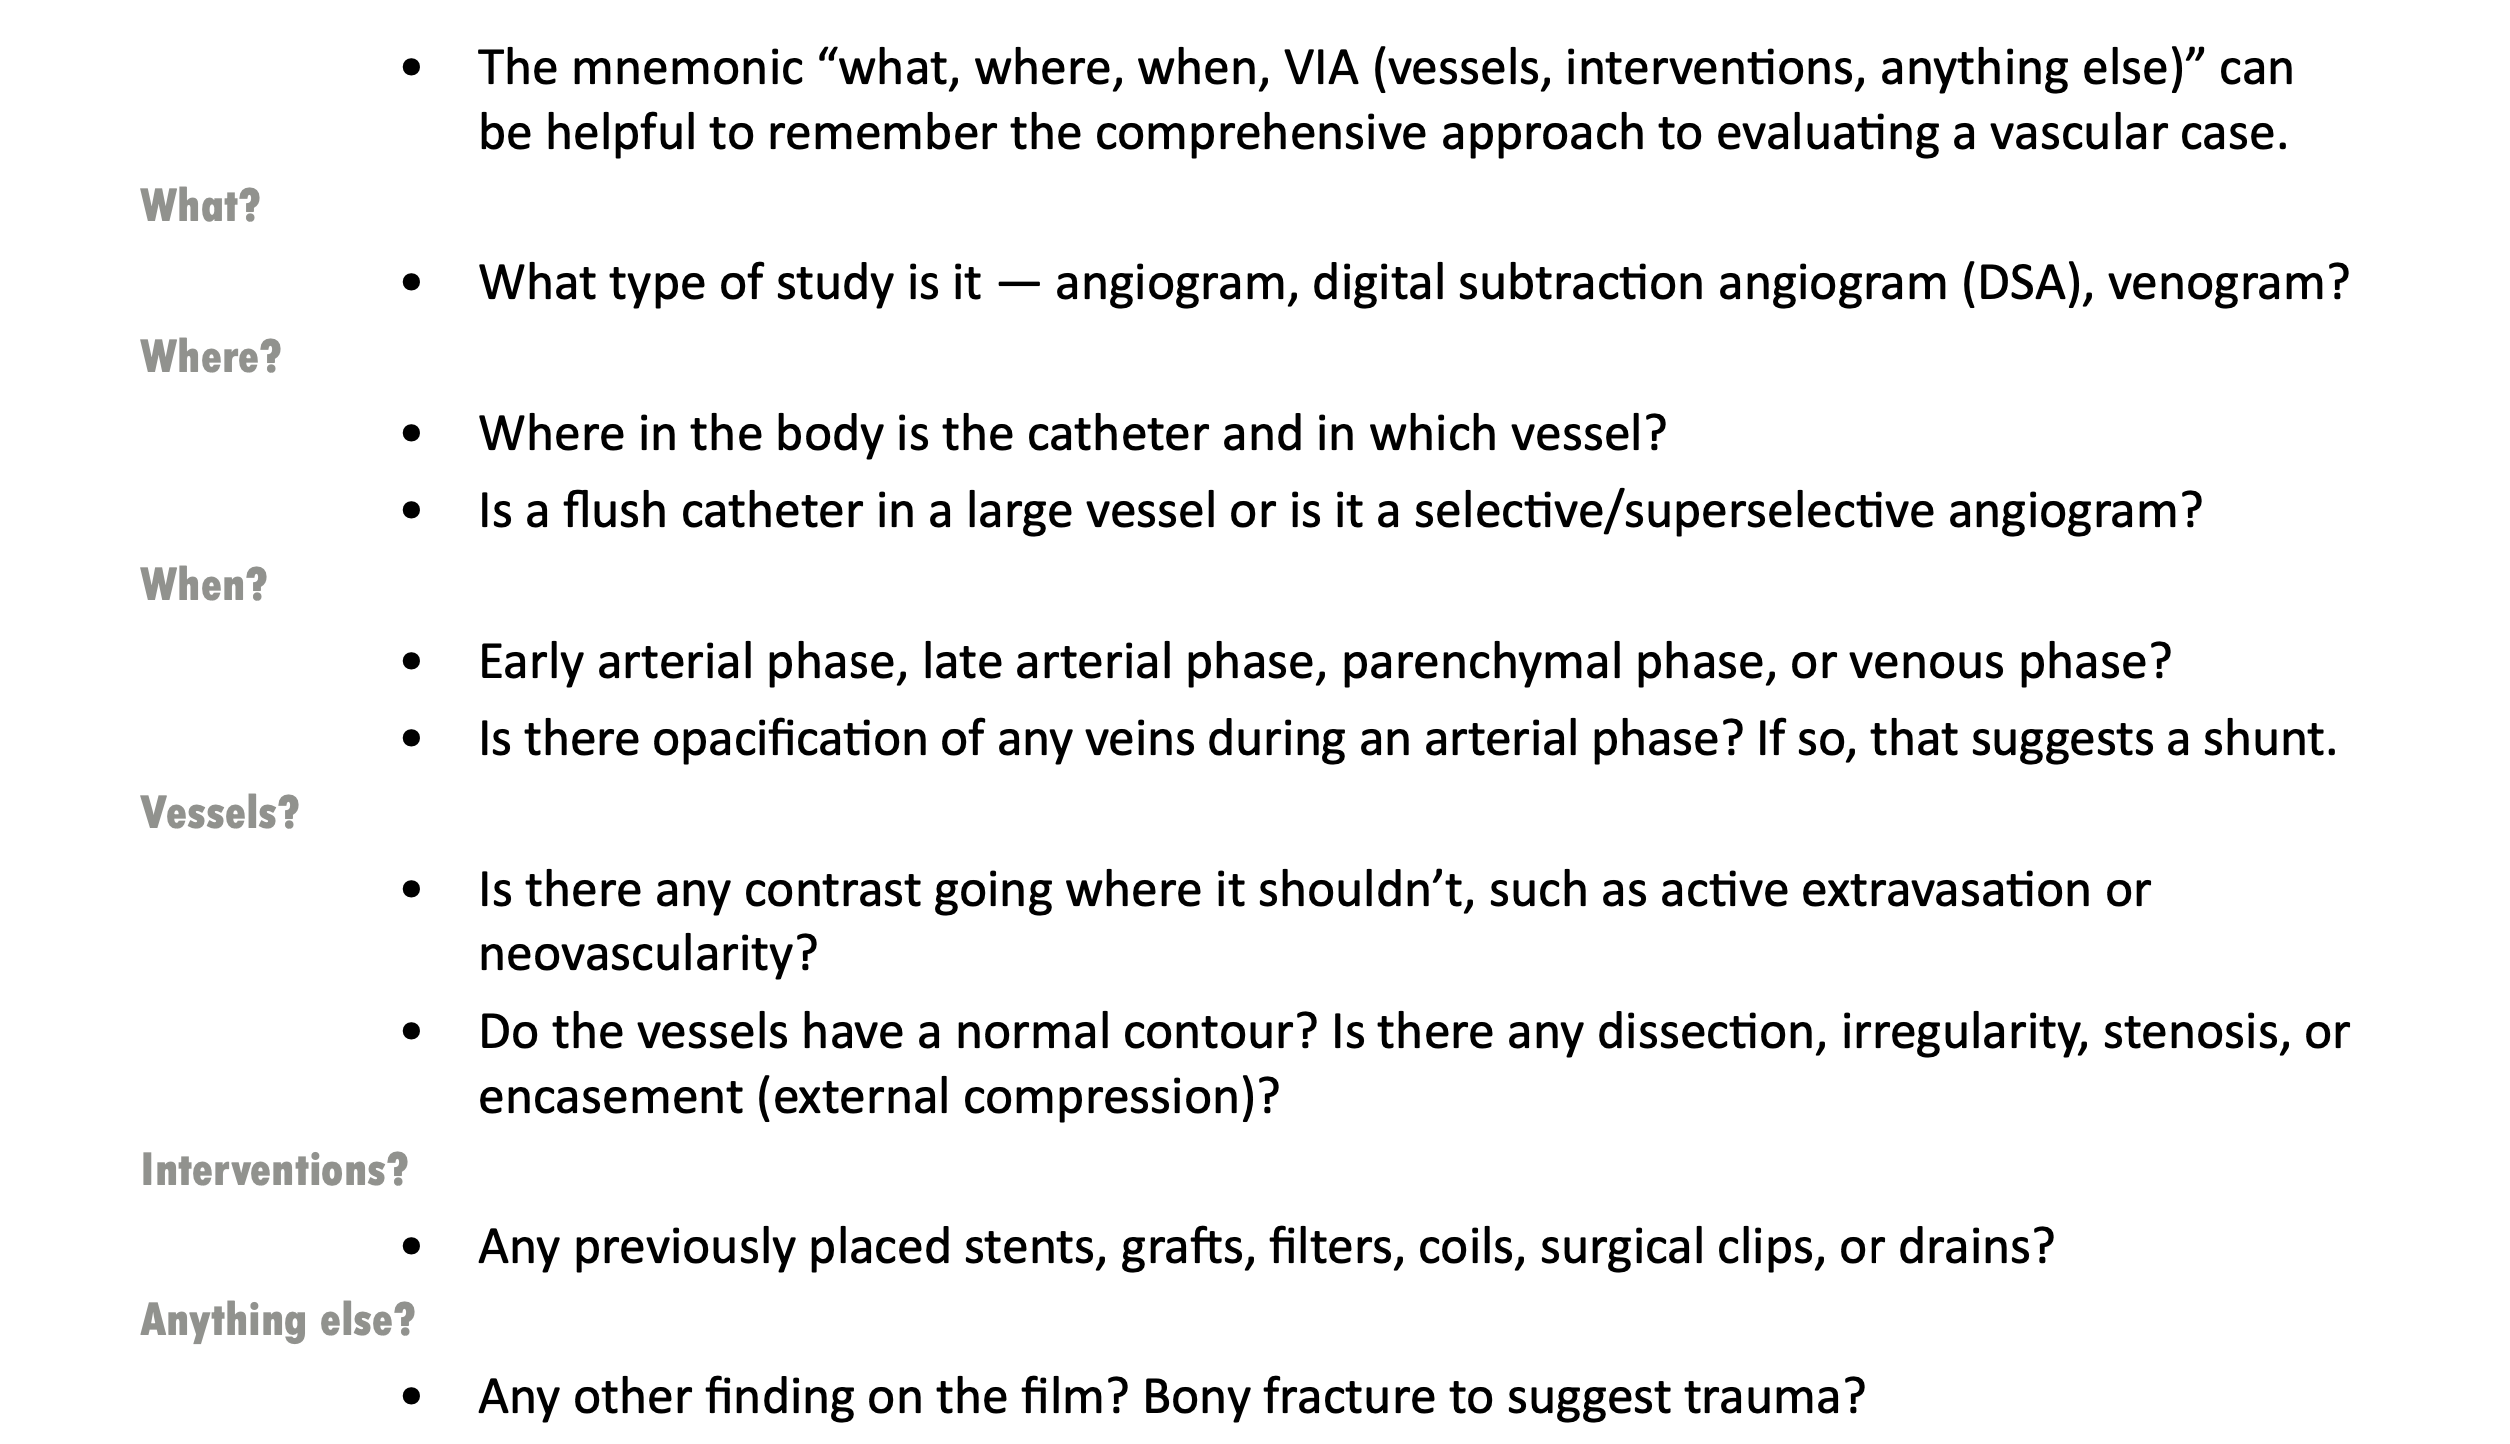 • The mnemonic “what, where, when, VIA (vessels, interventions, anything else)” can
be helpful to remember the comprehensive approach to evaluating a vascular case.
What?
• What type of study is it — angiogram, digital subtraction angiogram (DSA), venogram?
Where?
• Where in the body is the catheter and in which vessel?
• Is a flush catheter in a large vessel or is it a selective/superselective angiogram?
When?
• Early arterial phase, late arterial phase, parenchymal phase, or venous phase?
• Is there opacification of any veins during an arterial phase? If so, that suggests a shunt.
Vessels?
• Is there any contrast going where it shouldn’t, such as active extravasation or
neovascularity?
• Do the vessels have a normal contour? Is there any dissection, irregularity, stenosis, or
encasement (external compression)?
Interventions?
• Any previously placed stents, grafts, filters, coils, surgical clips, or drains?
Anything else?
• Any other finding on the film? Bony fracture to suggest trauma?